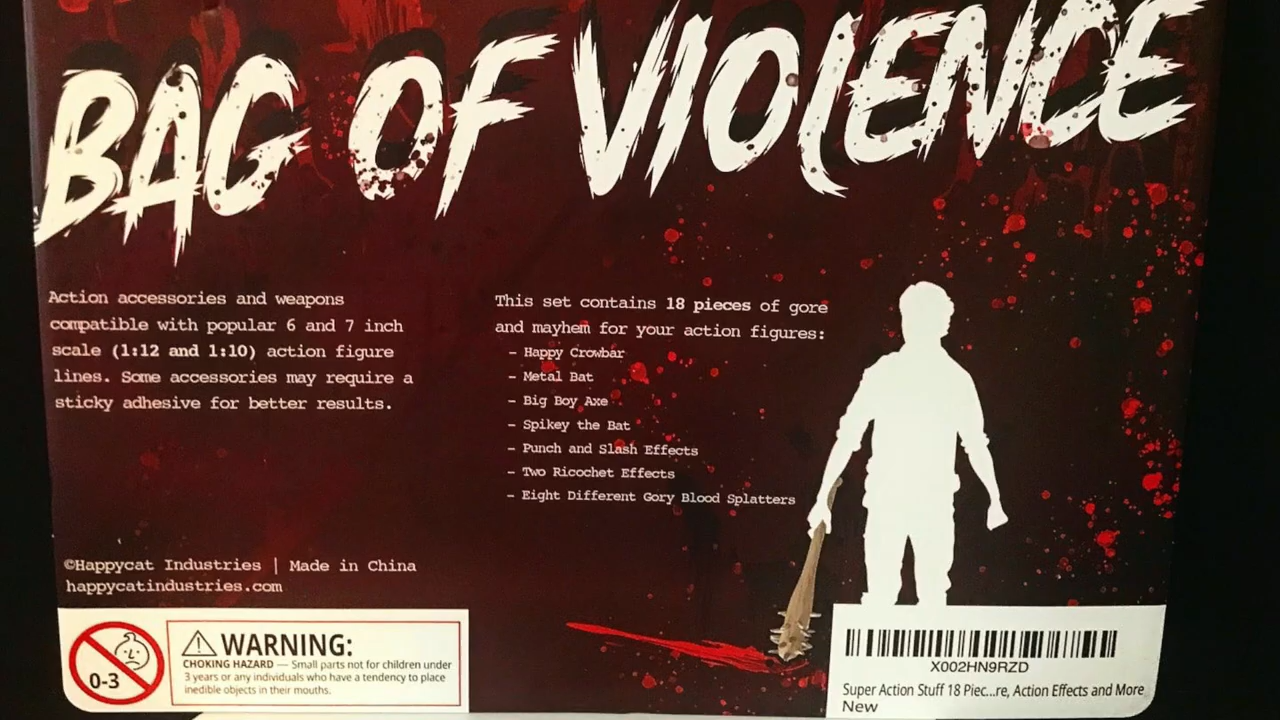 BAG OF VIOLENCE
Action accessories and weapons
compatible with popular 6 and 7 inch
scale (1:12 and 1:10) action figure
lines. Some accessories may require a
sticky adhesive for better results.
This set contains 18 pieces of gore
and mayhem for your action figures:
– Happy Crowbar
– Metal Bat
– Big Boy Axe
– Spikey the Bat
– Punch and Slash Effects
– Two Ricochet Effects
– Eight Different Gory Blood Splatters
©Happycat Industries | Made in China
happycatindustries.com
0-3
WARNING:
CHOKING HAZARD — Small parts not for children under
3 years or any individuals who have a tendency to place
inedible objects in their mouths.
X002HN9RZD
Super Action Stuff 18 Piec...re, Action Effects and More
New